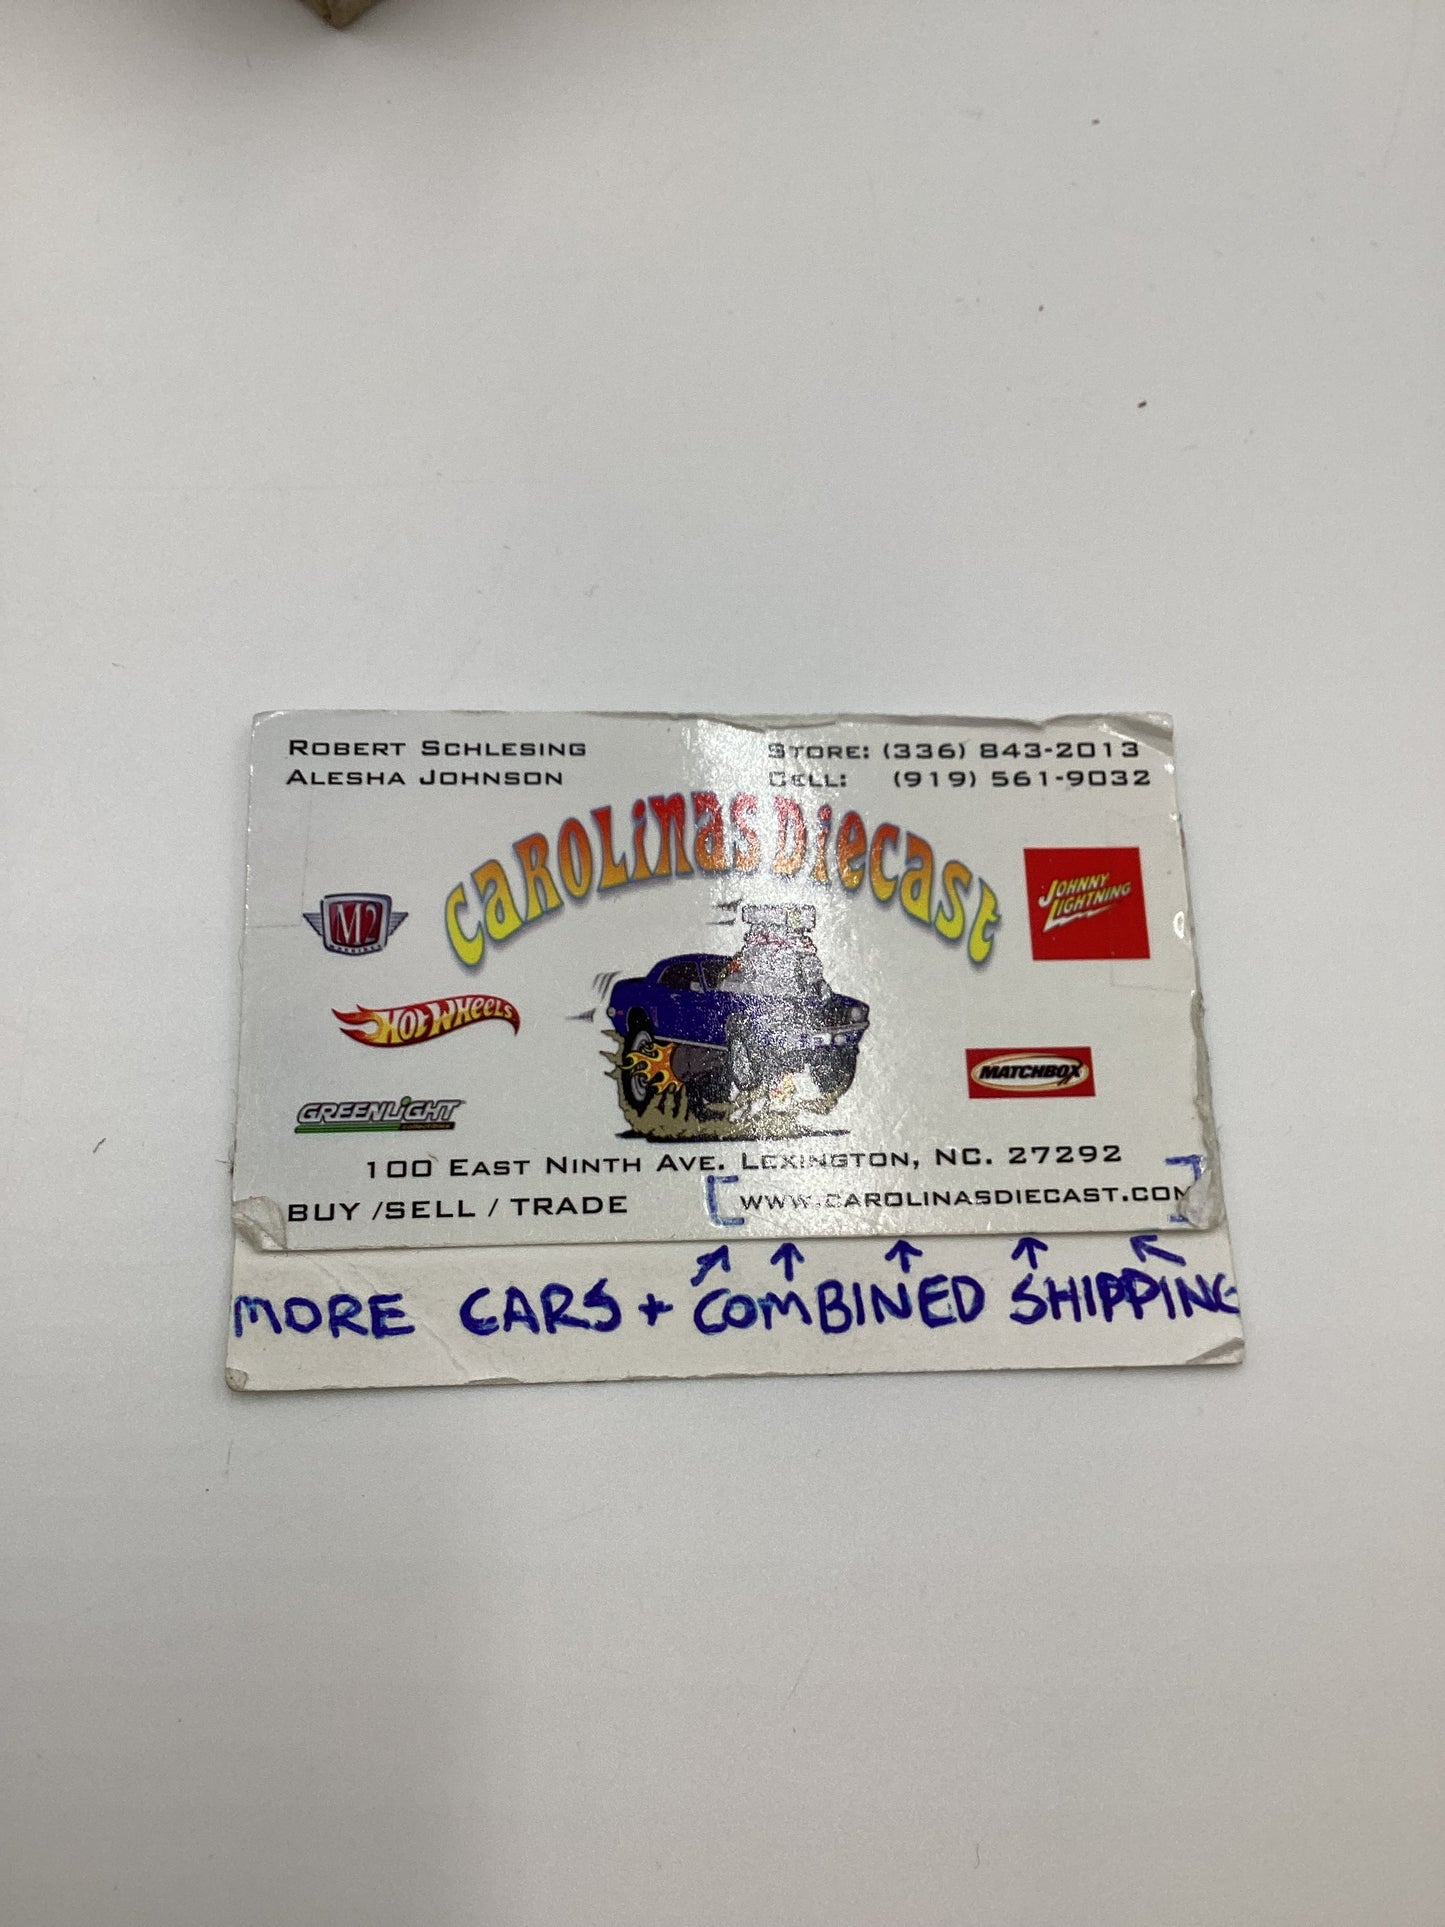 ROBERT SCHLESING
ALESHA JOHNSON
STORE: (336) 843-2013
CELL: (919) 561-9032
CAROLINAS DIECAST
M2
MACHINES
JOHNNY
LIGHTNING
HOT WHEELS
MATCHBOX
GREENLIGHT
collectibles
100 EAST NINTH AVE. LEXINGTON, NC. 27292
BUY /SELL / TRADE
WWW.CAROLINASDIECAST.COM
MORE CARS + COMBINED SHIPPING